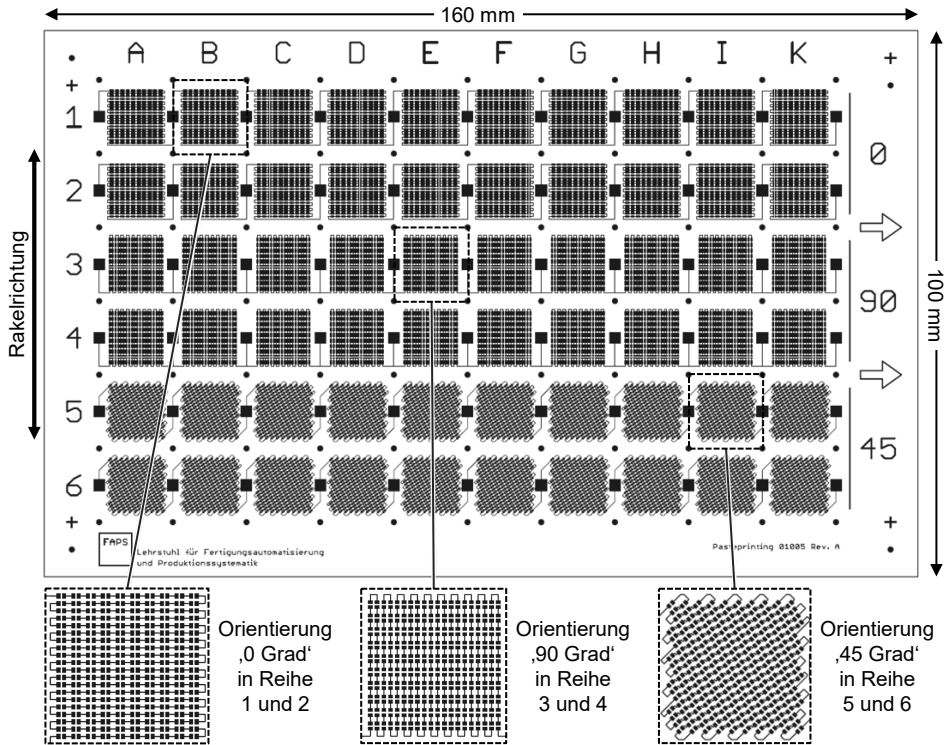 160 mm
A B C D E F G H I K
1
0
2
Rakelrichtung
3
90
100 mm
4
5
45
6
FAPS
Lehrstuhl für Fertigungsautomatisierung
und Produktionssystematik
Pasteprinting 01005 Rev. A
Orientierung
‚0 Grad‘
in Reihe
1 und 2
Orientierung
‚90 Grad‘
in Reihe
3 und 4
Orientierung
‚45 Grad‘
in Reihe
5 und 6